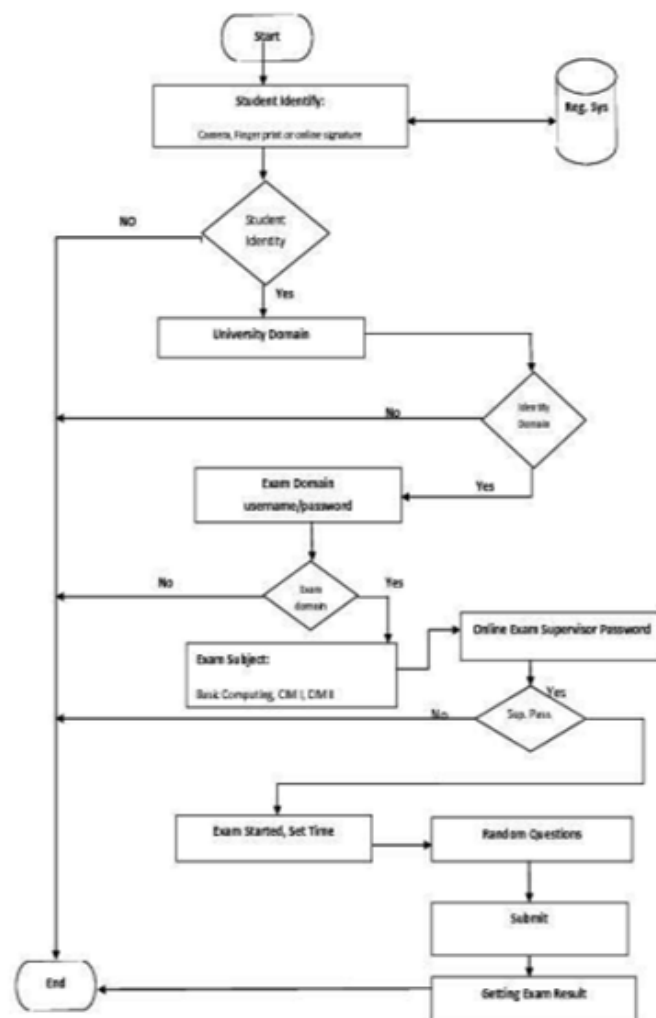 Start
Student Identify:
Camera, Finger print or online signature
Reg. Sys
NO
Student
Identity
Yes
University Domain
No
Identify
Domain
Exam Domain
username/password
Yes
No
Exam
domain
Yes
Online Exam Supervisor Password
Exam Subject:
Basic Computing, CIM I, CIM II
Yes
No
Sup. Pass.
Exam Started, Set Time
Random Questions
Submit
End
Getting Exam Result